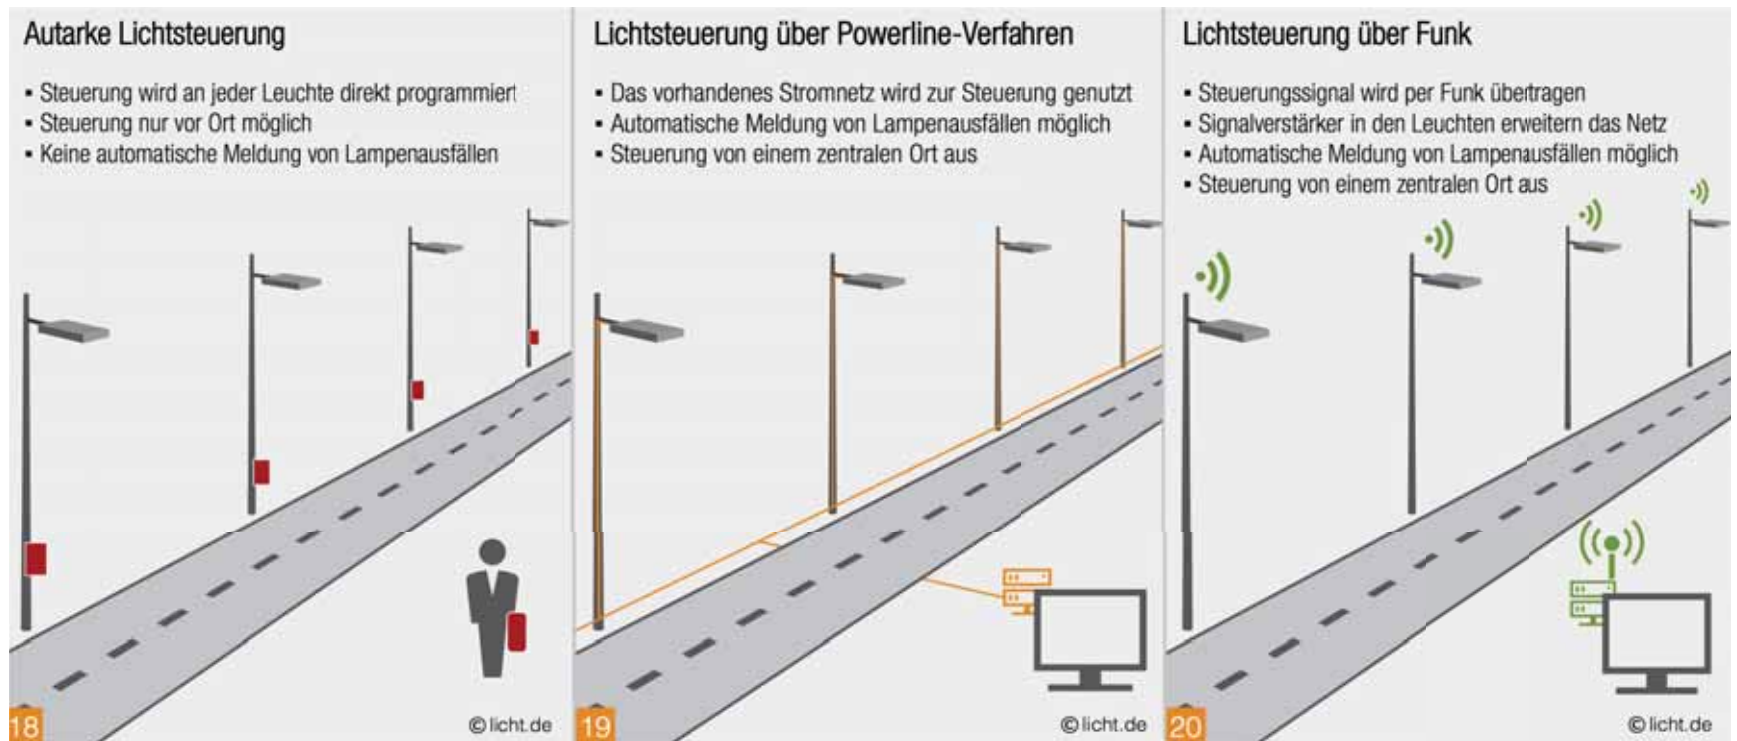 Autarke Lichtsteuerung
▪ Steuerung wird an jeder Leuchte direkt programmiert
▪ Steuerung nur vor Ort möglich
▪ Keine automatische Meldung von Lampenausfällen
18
© licht.de
Lichtsteuerung über Powerline-Verfahren
▪ Das vorhandenes Stromnetz wird zur Steuerung genutzt
▪ Automatische Meldung von Lampenausfällen möglich
▪ Steuerung von einem zentralen Ort aus
19
© licht.de
Lichtsteuerung über Funk
▪ Steuerungssignal wird per Funk übertragen
▪ Signalverstärker in den Leuchten erweitern das Netz
▪ Automatische Meldung von Lampenausfällen möglich
▪ Steuerung von einem zentralen Ort aus
20
© licht.de